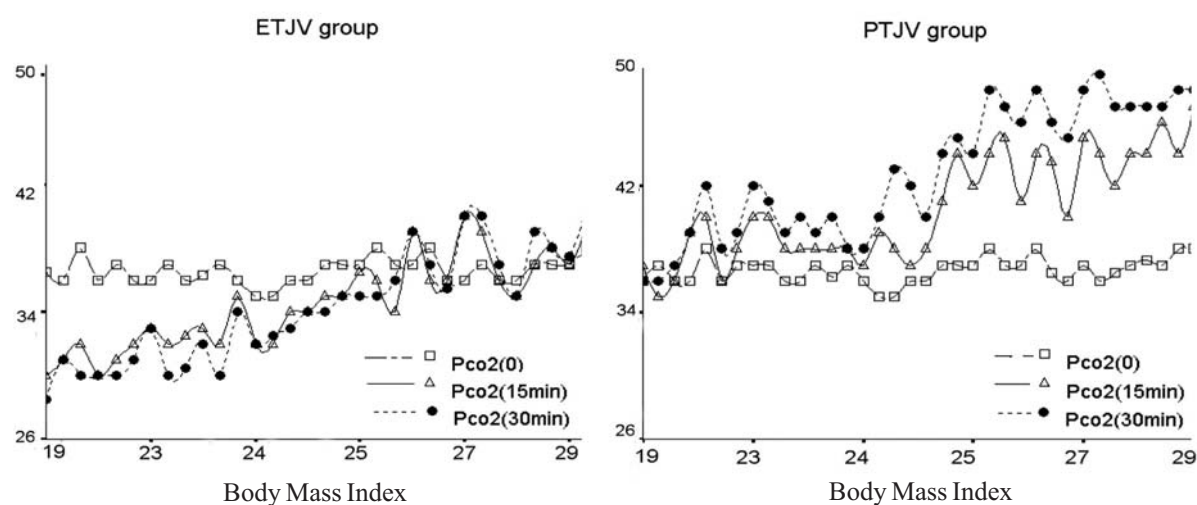 ETJV group
50
42
34
26
19 23 24 25 27 29
Pco2(0)
Pco2(15min)
Pco2(30min)
Body Mass Index
PTJV group
50
42
34
26
19 23 24 25 27 29
Pco2(0)
Pco2(15min)
Pco2(30min)
Body Mass Index